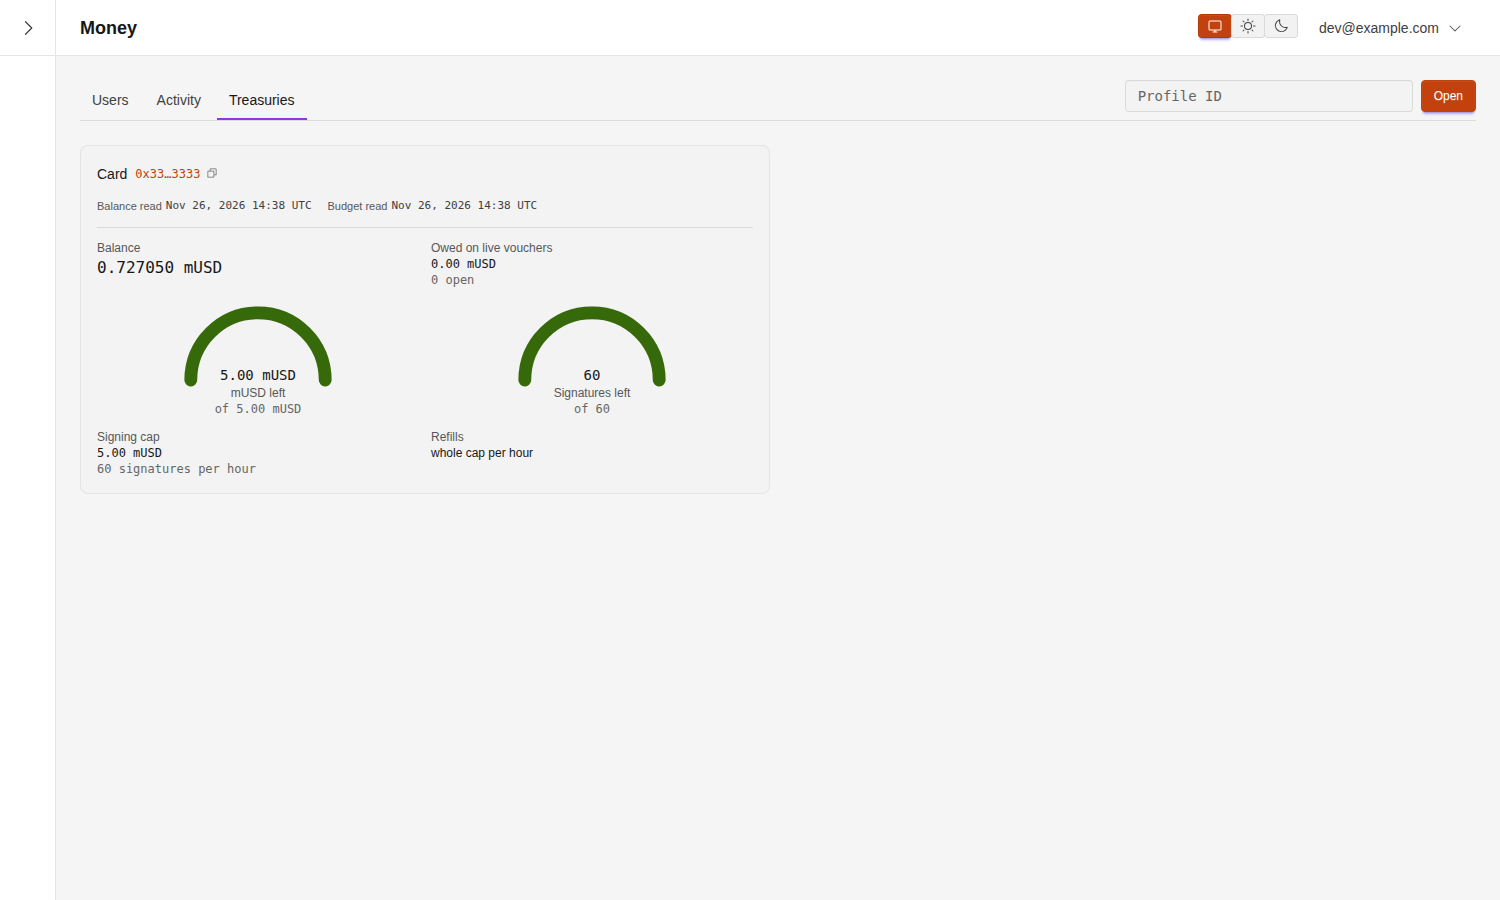 Money
dev@example.com
Users Activity Treasuries
Profile ID
Open
Card 0x33…3333
Balance read Nov 26, 2026 14:38 UTC Budget read Nov 26, 2026 14:38 UTC
Balance
0.727050 mUSD
Owed on live vouchers
0.00 mUSD
0 open
5.00 mUSD
mUSD left
of 5.00 mUSD
60
Signatures left
of 60
Signing cap
5.00 mUSD
60 signatures per hour
Refills
whole cap per hour